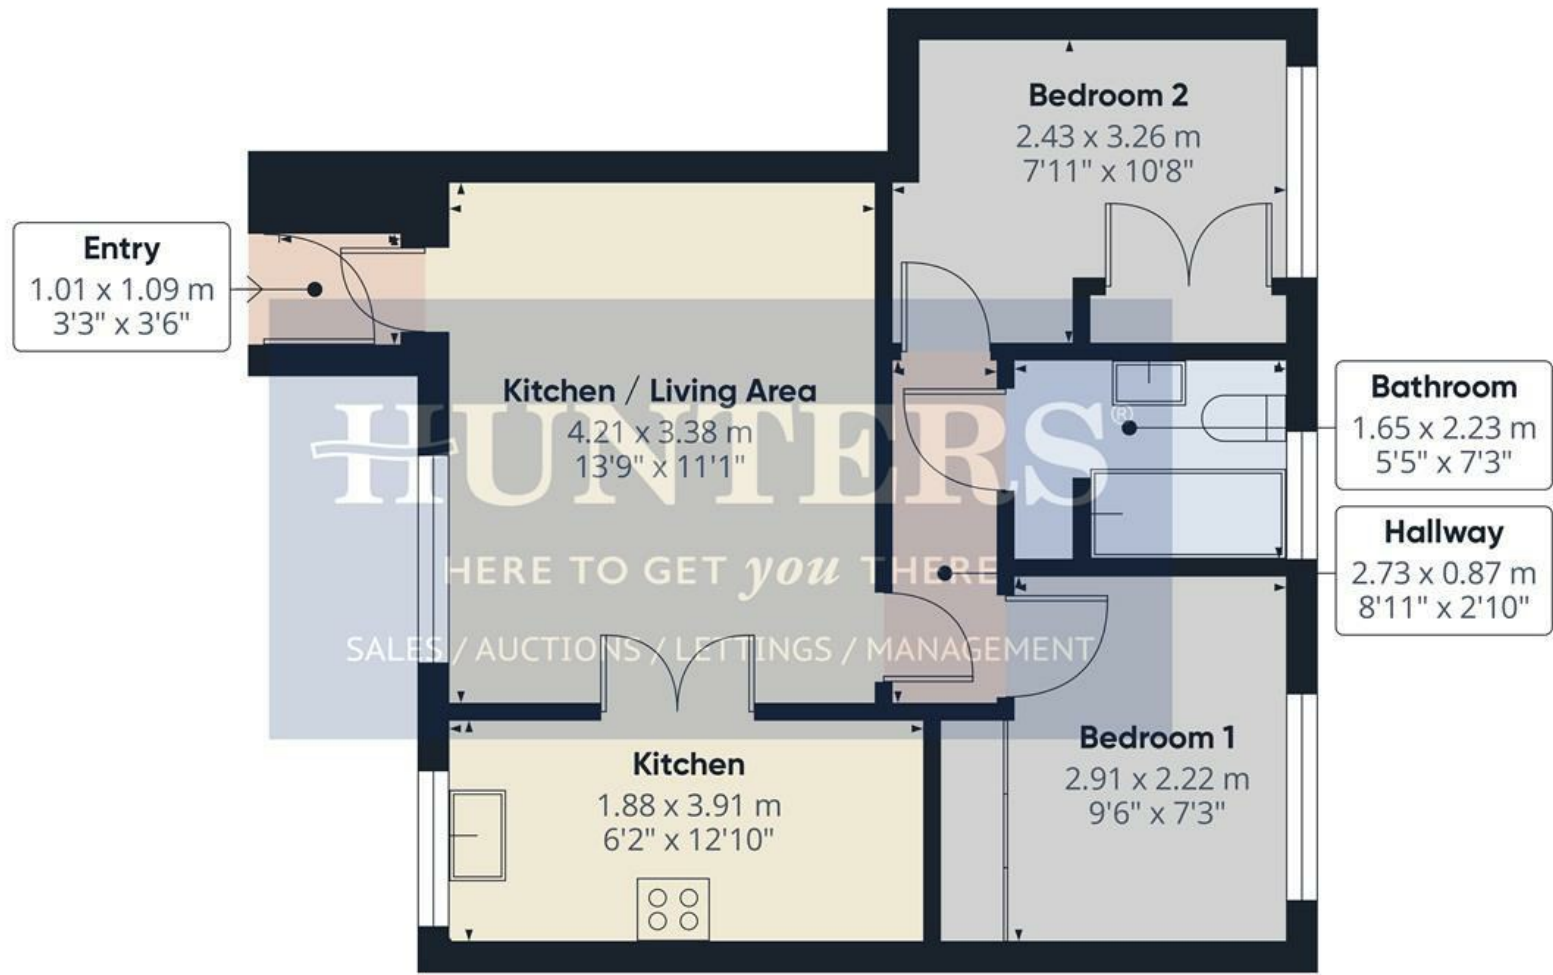 Bedroom 2
2.43 x 3.26 m
7'11" x 10'8"
Entry
1.01 x 1.09 m
3'3" x 3'6"
Kitchen / Living Area
4.21 x 3.38 m
13'9" x 11'1"
HUNTERS®
HERE TO GET you THERE
SALES / AUCTIONS / LETTINGS / MANAGEMENT
Bathroom
1.65 x 2.23 m
5'5" x 7'3"
Hallway
2.73 x 0.87 m
8'11" x 2'10"
Kitchen
1.88 x 3.91 m
6'2" x 12'10"
Bedroom 1
2.91 x 2.22 m
9'6" x 7'3"